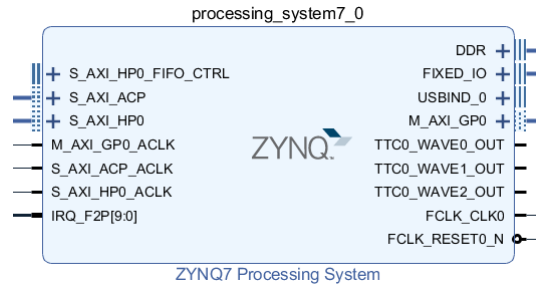 processing_system7_0
DDR
S_AXI_HP0_FIFO_CTRL
FIXED_IO
S_AXI_ACP
USBIND_0
S_AXI_HP0
M_AXI_GP0
M_AXI_GP0_ACLK
ZYNQ
TTC0_WAVE0_OUT
S_AXI_ACP_ACLK
TTC0_WAVE1_OUT
S_AXI_HP0_ACLK
TTC0_WAVE2_OUT
IRQ_F2P[9:0]
FCLK_CLK0
FCLK_RESET0_N
ZYNQ7 Processing System